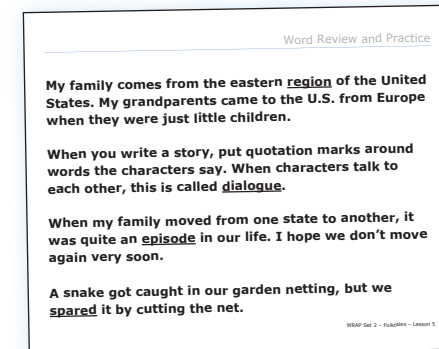 Word Review and Practice
My family comes from the eastern region of the United
States. My grandparents came to the U.S. from Europe
when they were just little children.
When you write a story, put quotation marks around
words the characters say. When characters talk to
each other, this is called dialogue.
When my family moved from one state to another, it
was quite an episode in our life. I hope we don’t move
again very soon.
A snake got caught in our garden netting, but we
spared it by cutting the net.
WRAP Set 2 – Folktales – Lesson 5